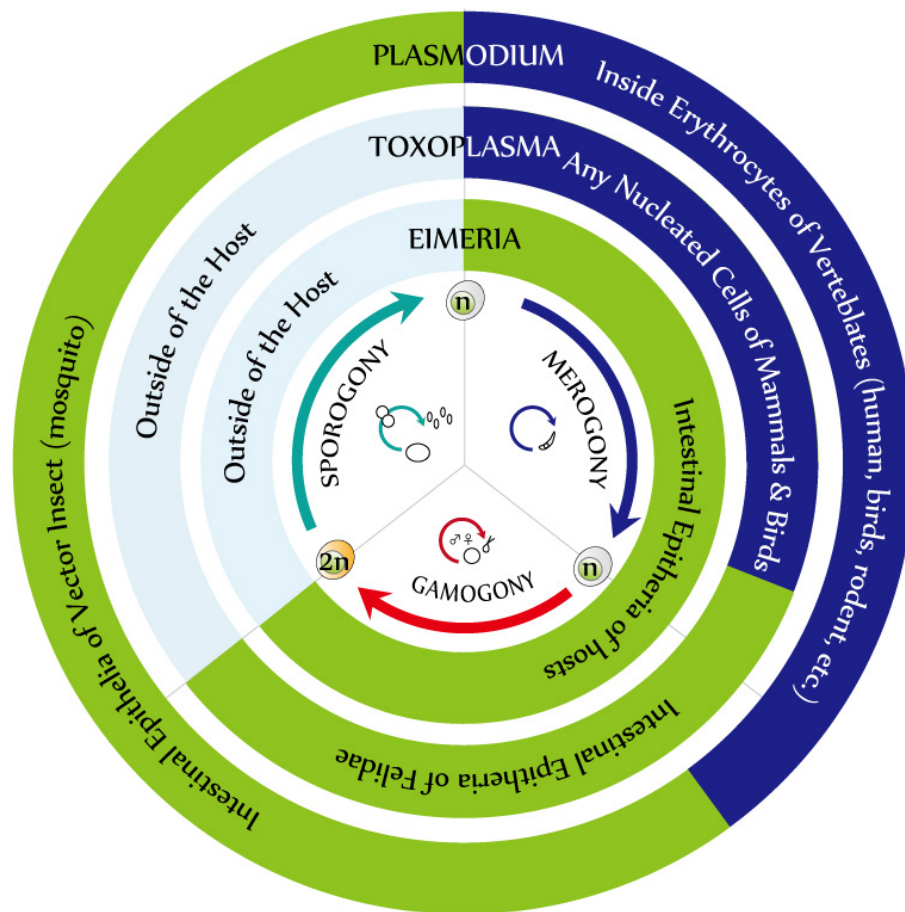 PLASMODIUM
Inside Erythrocytes of Verteblates (human, birds, rodent, etc.)
Intestinal Epithelia of Vector Insect (mosquito)
TOXOPLASMA
Any Nucleated Cells of Mammals & Birds
Intestinal Epitheria of Felidae
Outside of the Host
EIMERIA
Intestinal Epitheria of hosts
Outside of the Host
n
MEROGONY
n
GAMOGONY
♂♀
2n
SPOROGONY